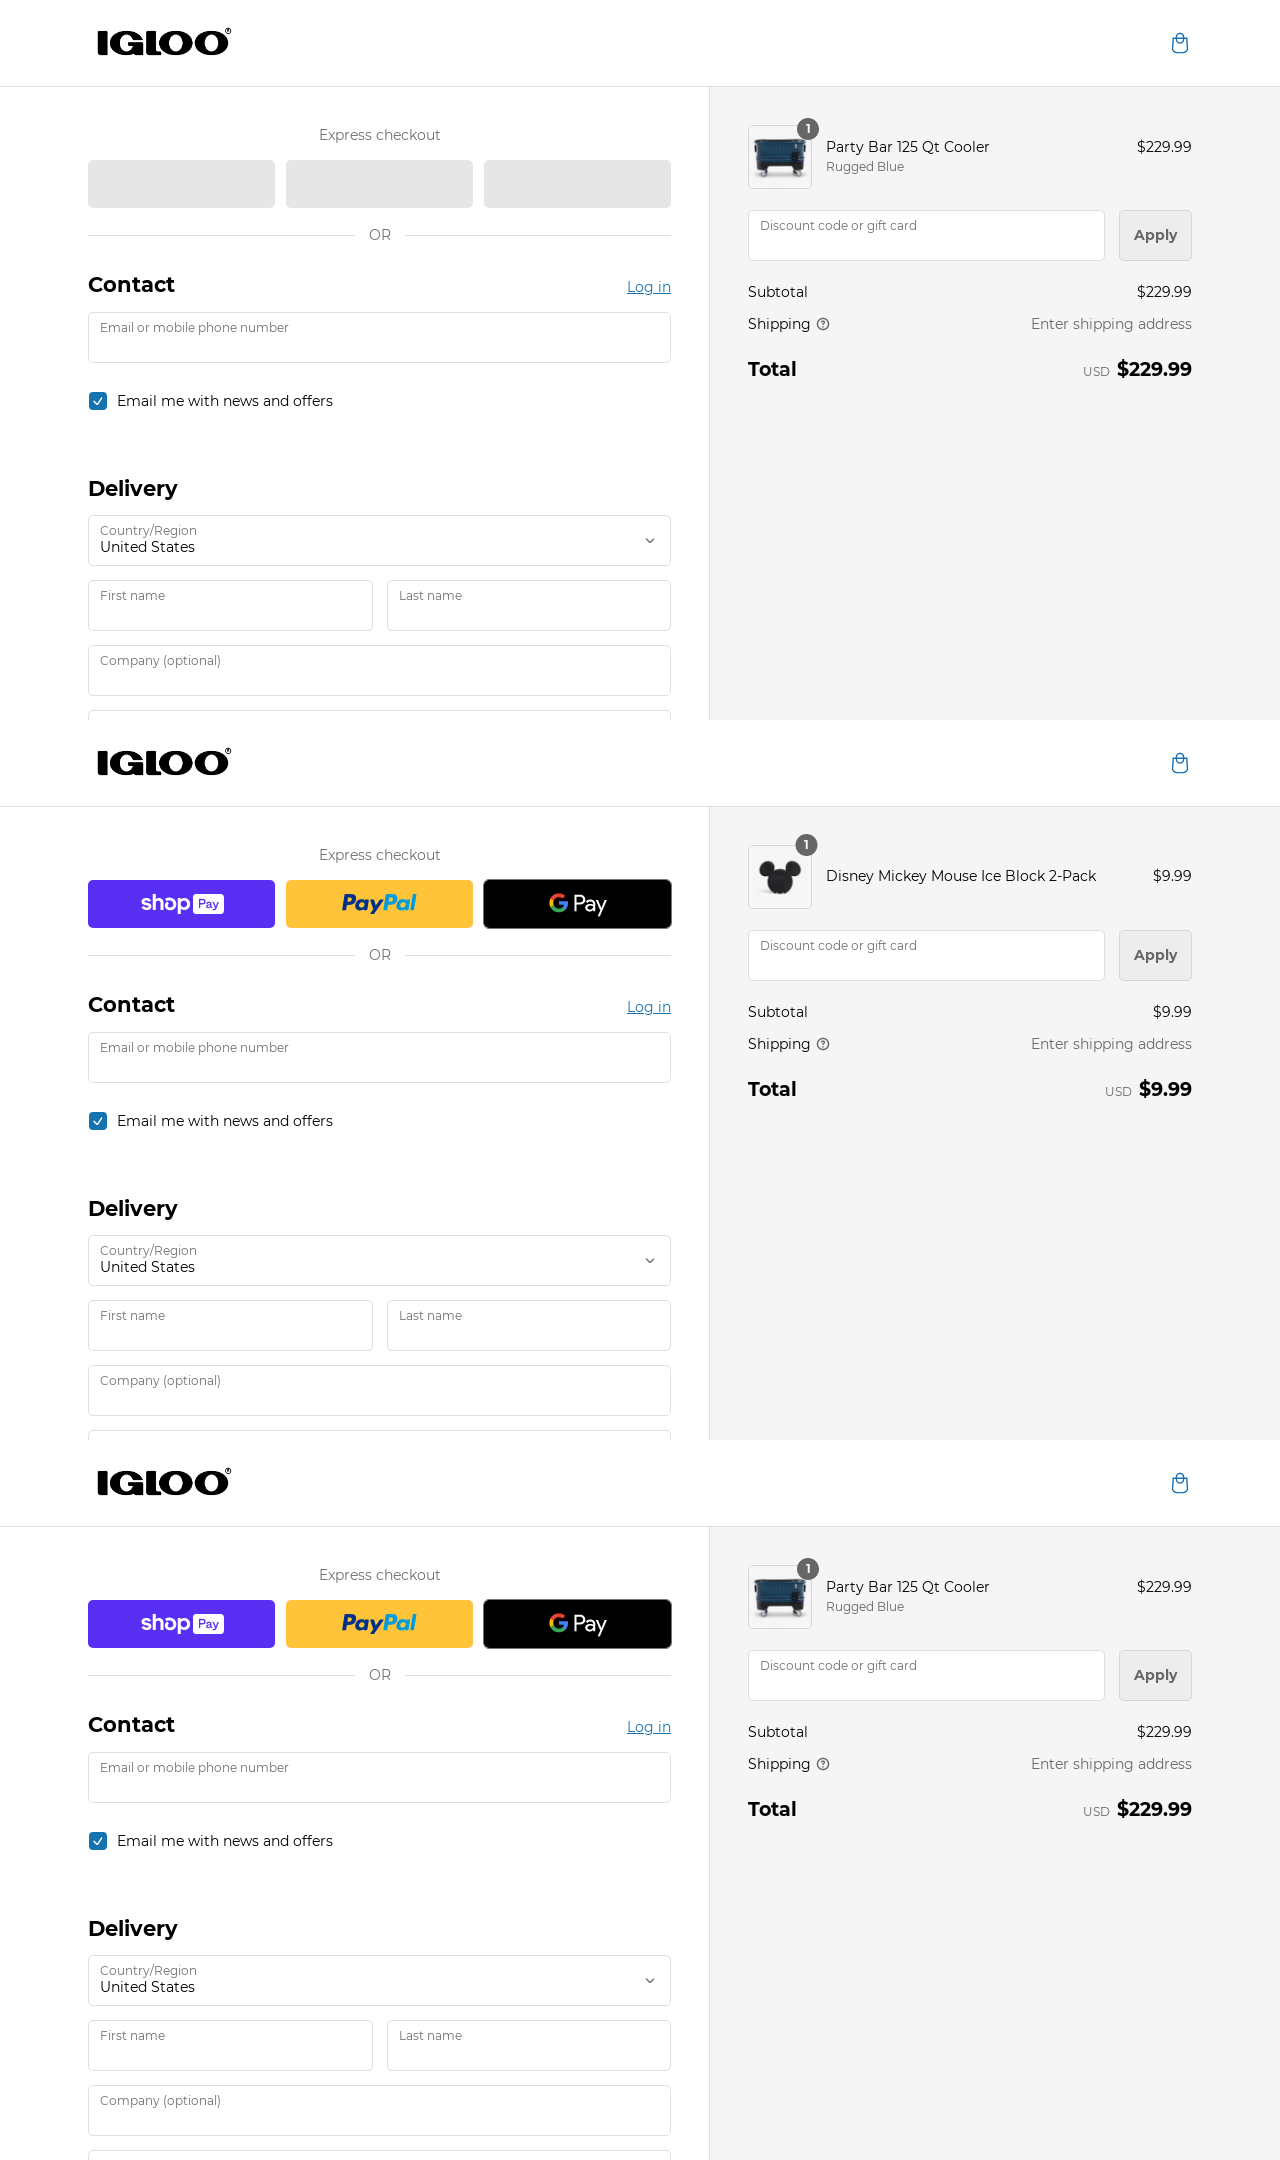 IGLOO®
Express checkout
OR
Contact
Log in
Email or mobile phone number
Email me with news and offers
Delivery
Country/Region
United States
First name
Last name
Company (optional)
1
Party Bar 125 Qt Cooler
$229.99
Rugged Blue
Discount code or gift card
Apply
Subtotal
$229.99
Shipping
Enter shipping address
Total
USD $229.99
IGLOO®
Express checkout
shop Pay
PayPal
G Pay
OR
Contact
Log in
Email or mobile phone number
Email me with news and offers
Delivery
Country/Region
United States
First name
Last name
Company (optional)
1
Disney Mickey Mouse Ice Block 2-Pack
$9.99
Discount code or gift card
Apply
Subtotal
$9.99
Shipping
Enter shipping address
Total
USD $9.99
IGLOO®
Express checkout
shop Pay
PayPal
G Pay
OR
Contact
Log in
Email or mobile phone number
Email me with news and offers
Delivery
Country/Region
United States
First name
Last name
Company (optional)
1
Party Bar 125 Qt Cooler
$229.99
Rugged Blue
Discount code or gift card
Apply
Subtotal
$229.99
Shipping
Enter shipping address
Total
USD $229.99